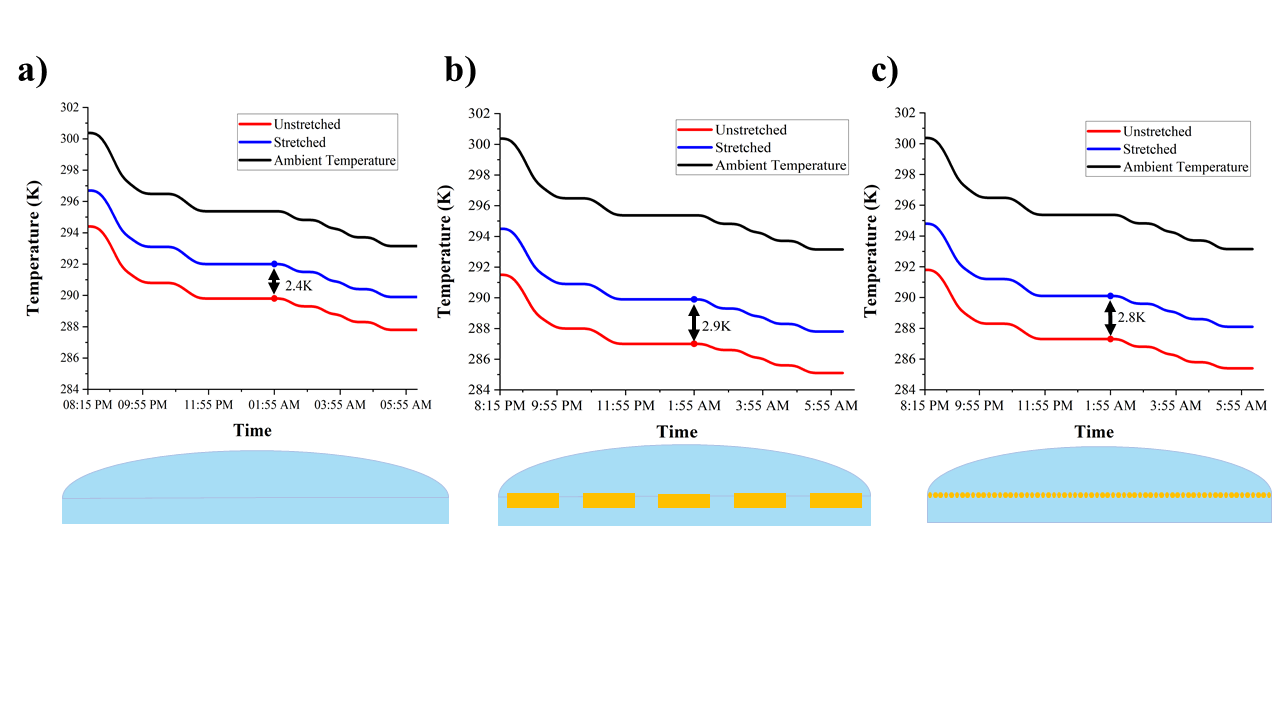 a)
302
300
298
296
294
292
290
288
286
284
Temperature (K)
Unstretched
Stretched
Ambient Temperature
2.4K
08:15 PM 09:55 PM 11:55 PM 01:55 AM 03:55 AM 05:55 AM
Time
b)
302
300
298
296
294
292
290
288
286
284
Temperature (K)
Unstretched
Stretched
Ambient Temperature
2.9K
8:15 PM 9:55 PM 11:55 PM 1:55 AM 3:55 AM 5:55 AM
Time
c)
302
300
298
296
294
292
290
288
286
284
Temperature (K)
Unstretched
Stretched
Ambient Temperature
2.8K
8:15 PM 9:55 PM 11:55 PM 1:55 AM 3:55 AM 5:55 AM
Time